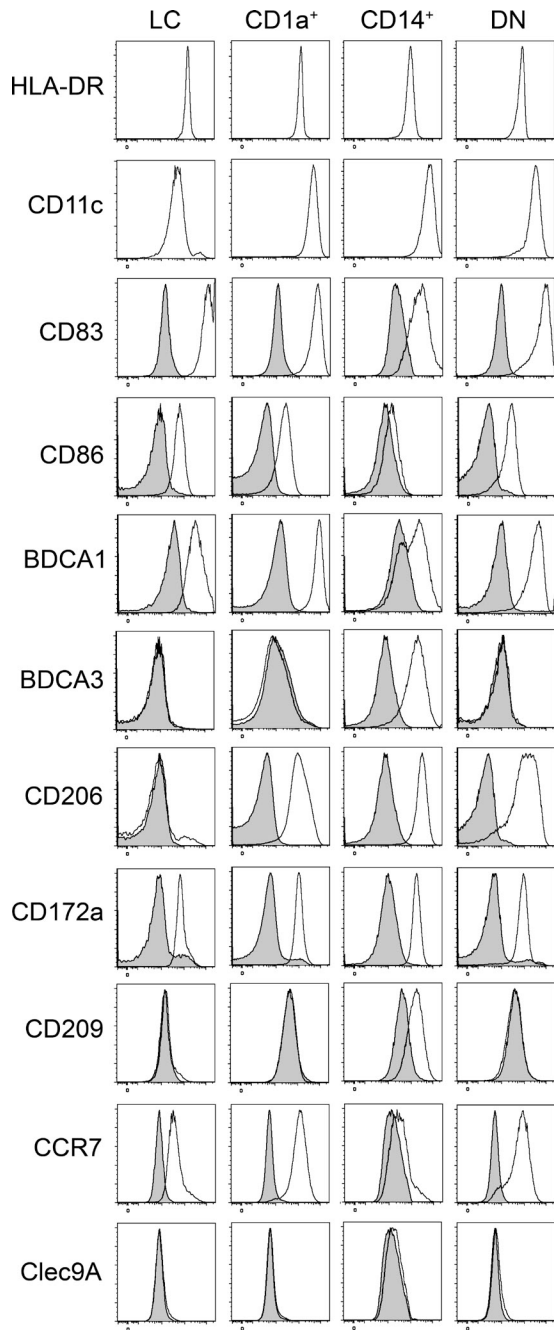 LC CD1a⁺ CD14⁺ DN
HLA-DR
CD11c
CD83
CD86
BDCA1
BDCA3
CD206
CD172a
CD209
CCR7
Clec9A